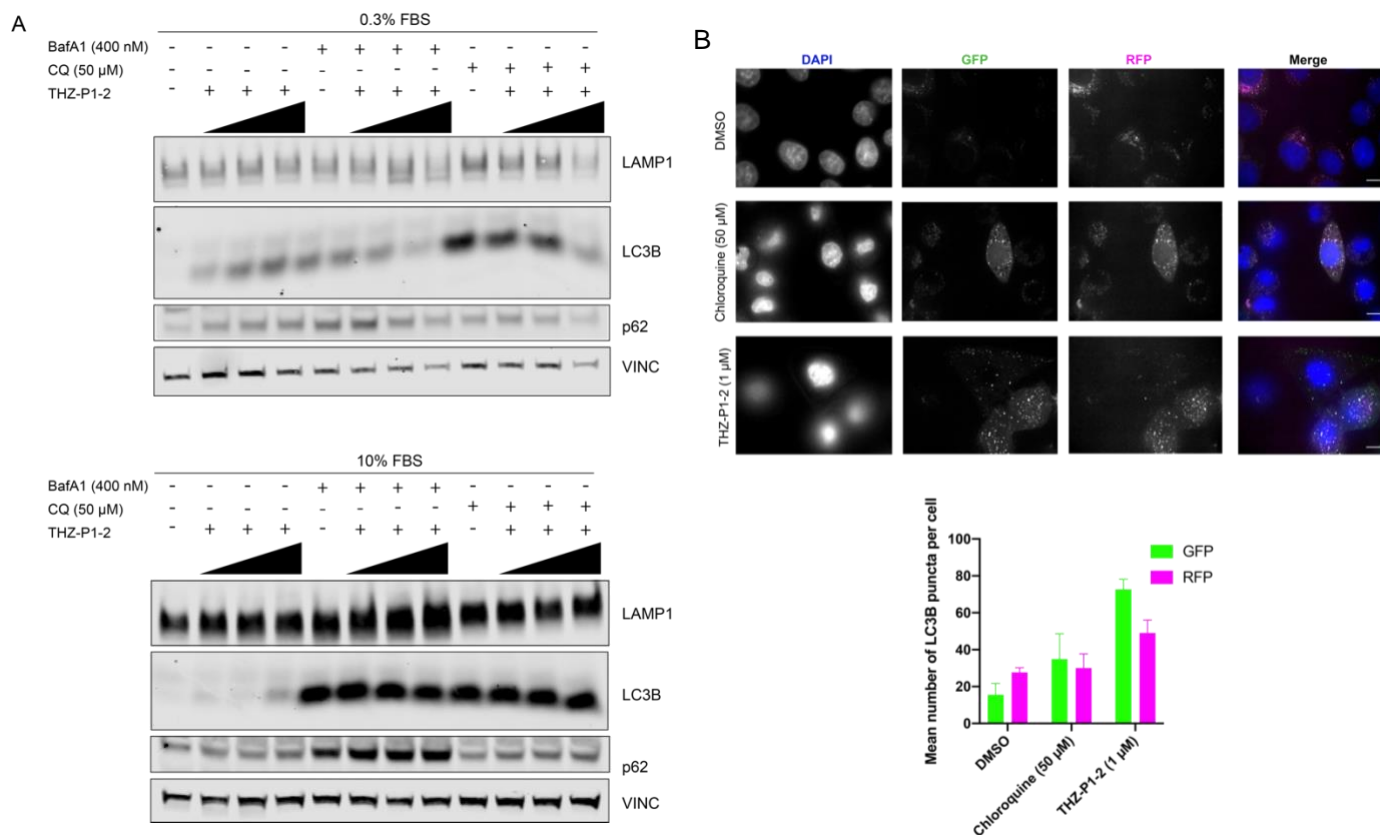 A
0.3% FBS
BafA1 (400 nM) - - - - + + + + - - - -
CQ (50 µM) - - - - - - - - + + + +
THZ-P1-2 - + + + - + + + - + + +
LAMP1
LC3B
p62
VINC
10% FBS
BafA1 (400 nM) - - - - + + + + - - - -
CQ (50 µM) - - - - - - - - + + + +
THZ-P1-2 - + + + - + + + - + + +
LAMP1
LC3B
p62
VINC
B
DAPI GFP RFP Merge
DMSO
Chloroquine (50 µM)
THZ-P1-2 (1 µM)
Mean number of LC3B puncta per cell
100
80
60
40
20
0
GFP
RFP
DMSO
Chloroquine (50 µM)
THZ-P1-2 (1 µM)